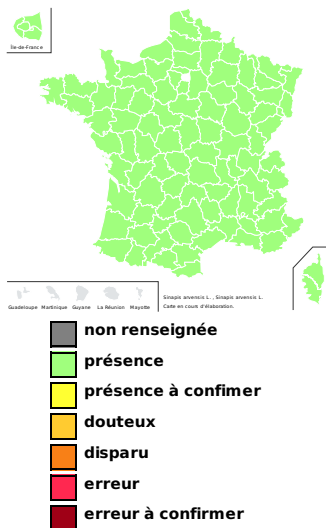 Île-de-France
Guadeloupe Martinique Guyane La Réunion Mayotte
Sinapis arvensis L. , Sinapis arvensis L.
Carte en cours d'élaboration.
non renseignée
présence
présence à confimer
douteux
disparu
erreur
erreur à confirmer